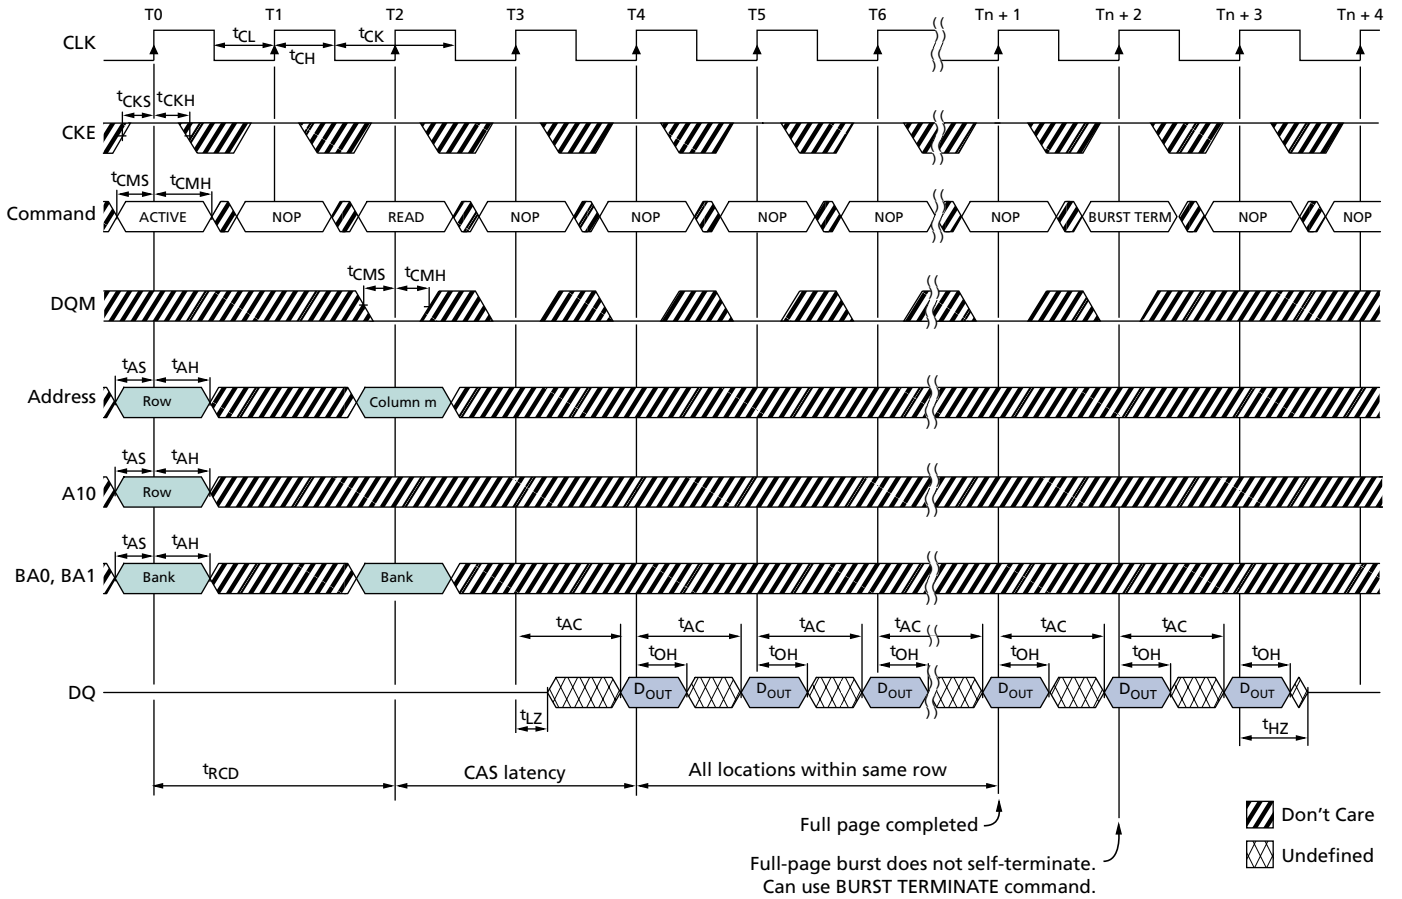 T0 T1 T2 T3 T4 T5 T6 Tn + 1 Tn + 2 Tn + 3 Tn + 4
CLK
tCL tCK
tCH
tCKS tCKH
CKE
tCMS tCMH
Command ACTIVE NOP READ NOP NOP NOP NOP NOP BURST TERM NOP NOP
tCMS tCMH
DQM
tAS tAH
Address Row Column m
tAS tAH
A10 Row
tAS tAH
BA0, BA1 Bank Bank
tAC tAC tAC tAC tAC tAC
tOH tOH tOH tOH tOH tOH
DQ DOUT DOUT DOUT DOUT DOUT DOUT
tLZ tHZ
tRCD CAS latency All locations within same row
Full page completed
Don't Care
Full-page burst does not self-terminate.
Can use BURST TERMINATE command.
Undefined